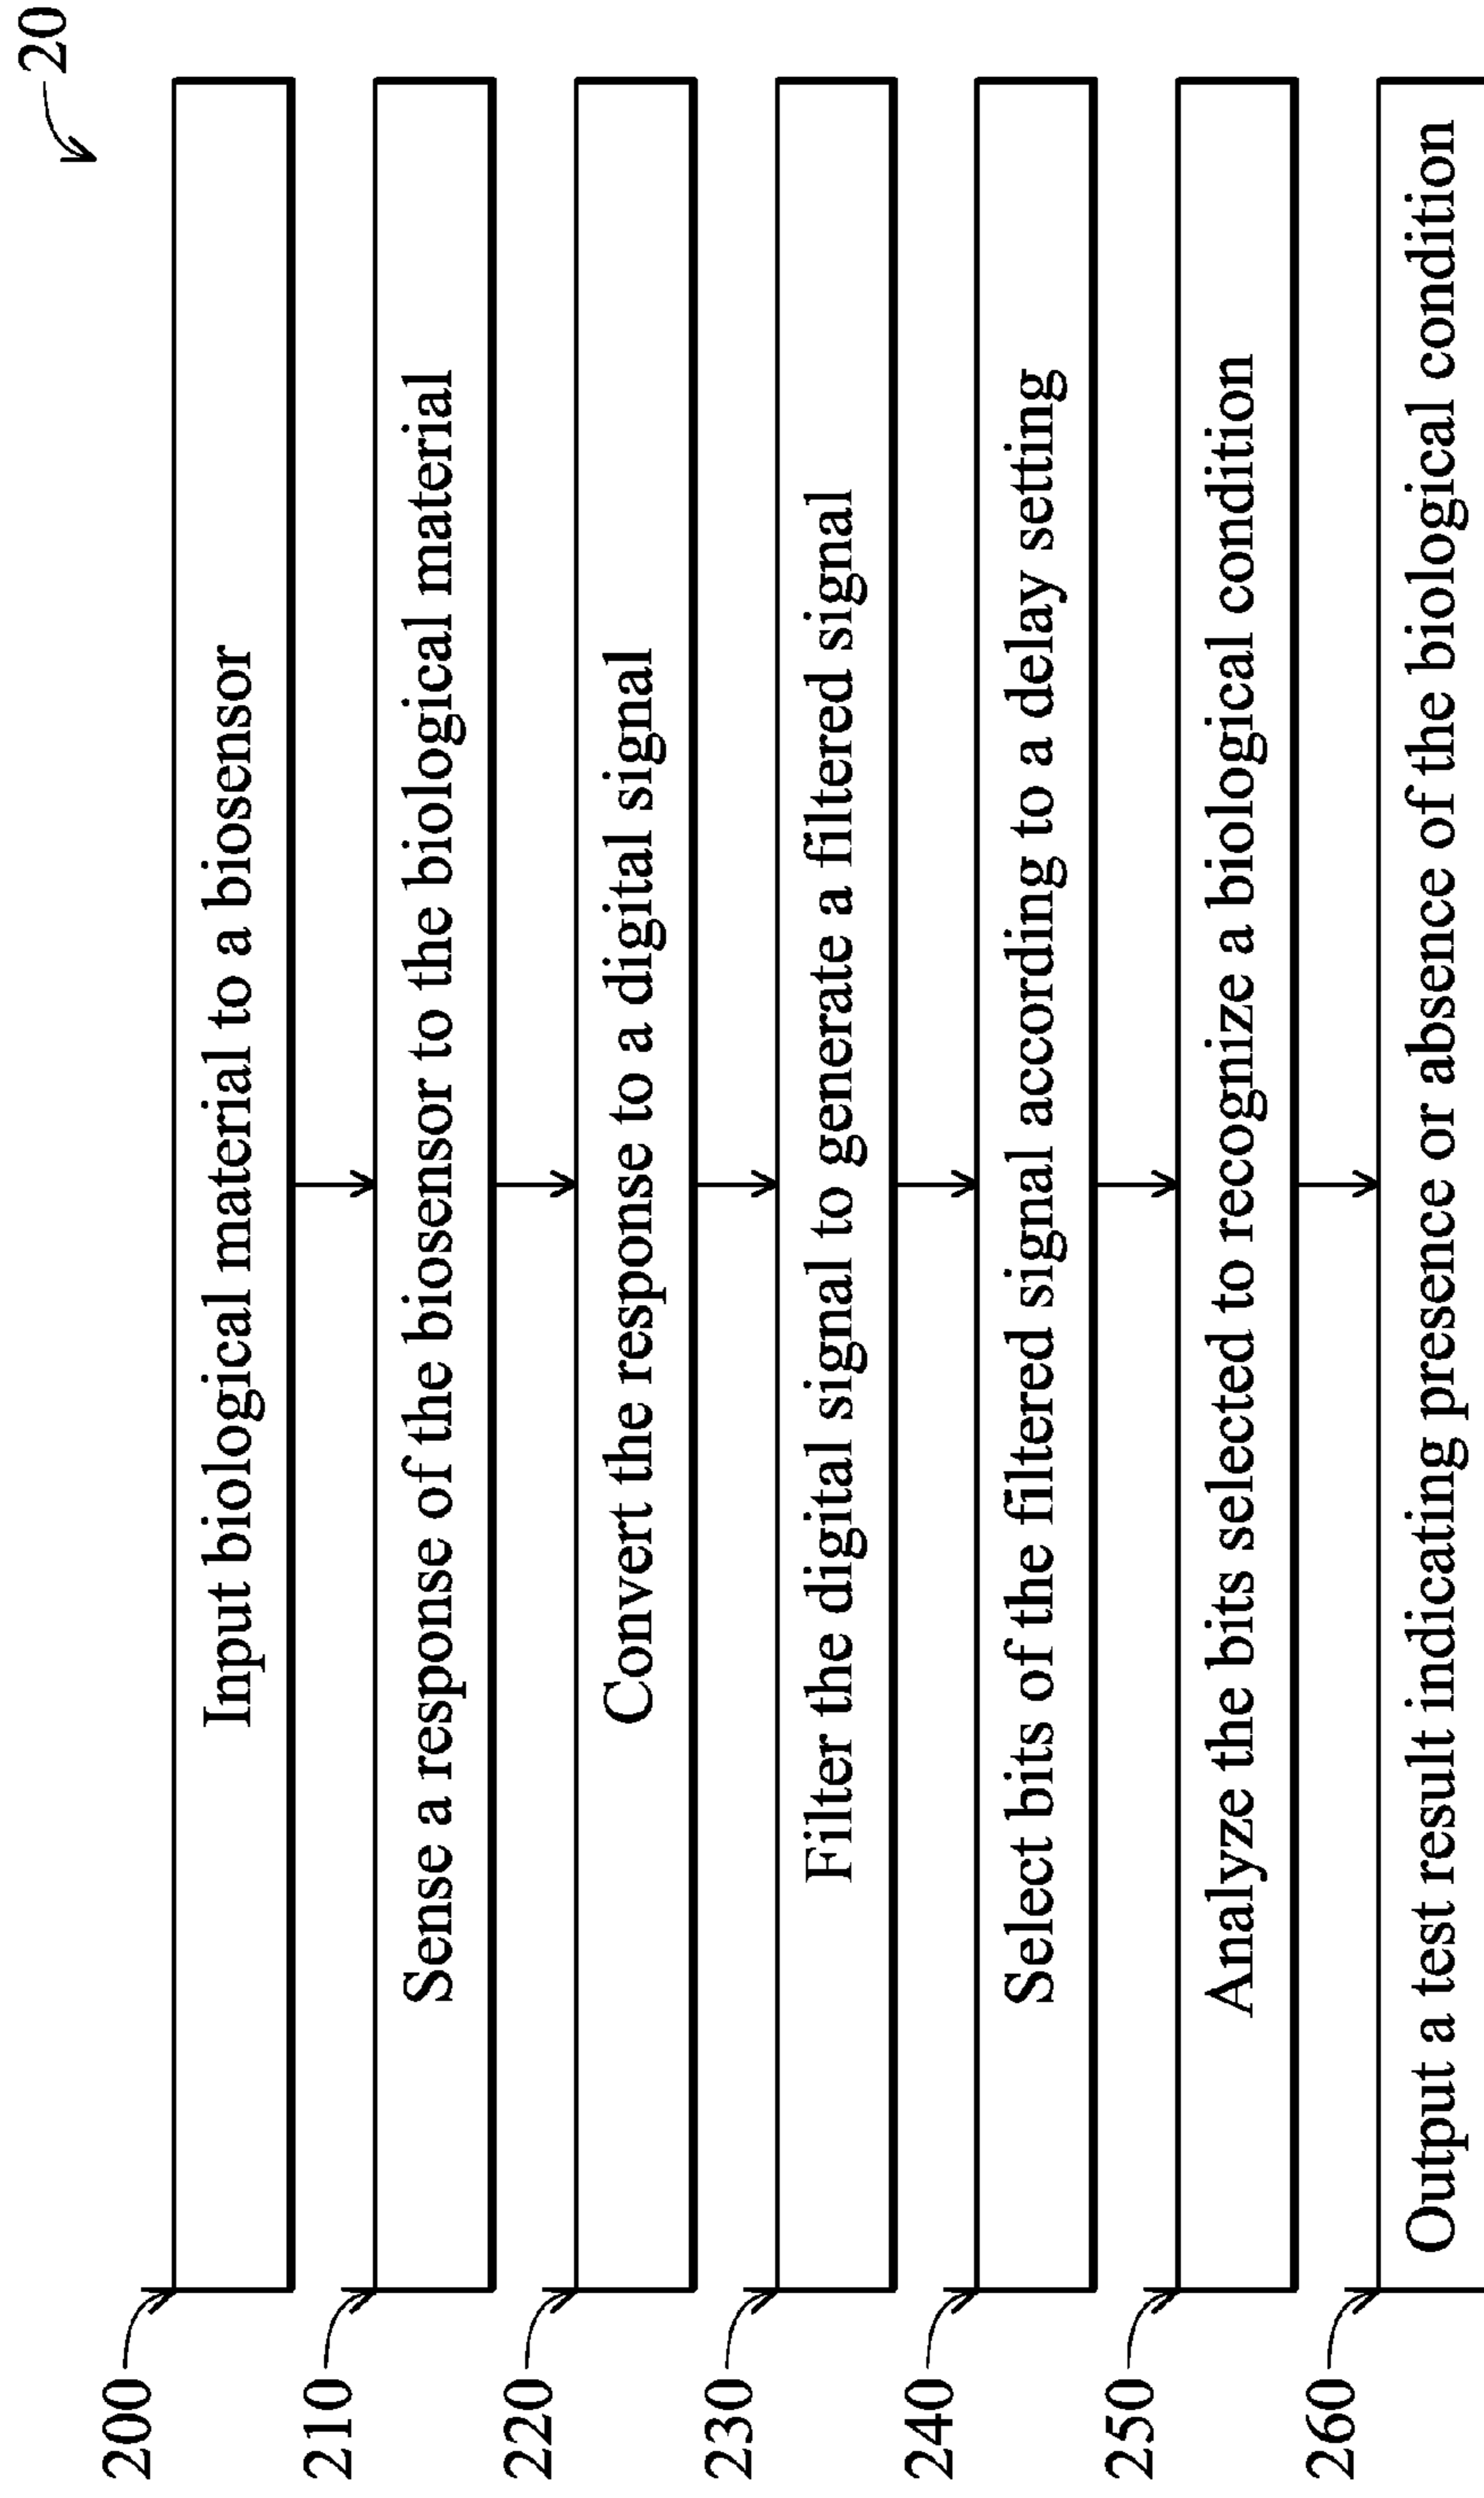 20
200
Input biological material to a biosensor
210
Sense a response of the biosensor to the biological material
220
Convert the response to a digital signal
230
Filter the digital signal to generate a filtered signal
240
Select bits of the filtered signal according to a delay setting
250
Analyze the bits selected to recognize a biological condition
260
Output a test result indicating presence or absence of the biological condition